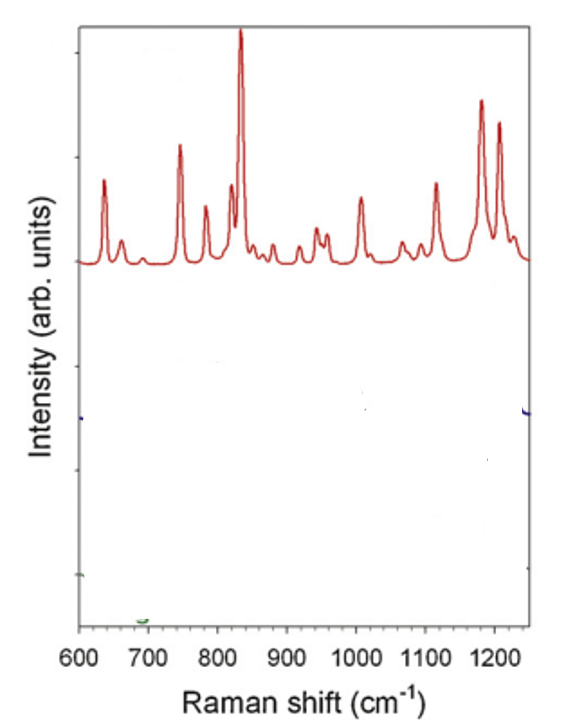 Intensity (arb. units)
600 700 800 900 1000 1100 1200
Raman shift (cm⁻¹)